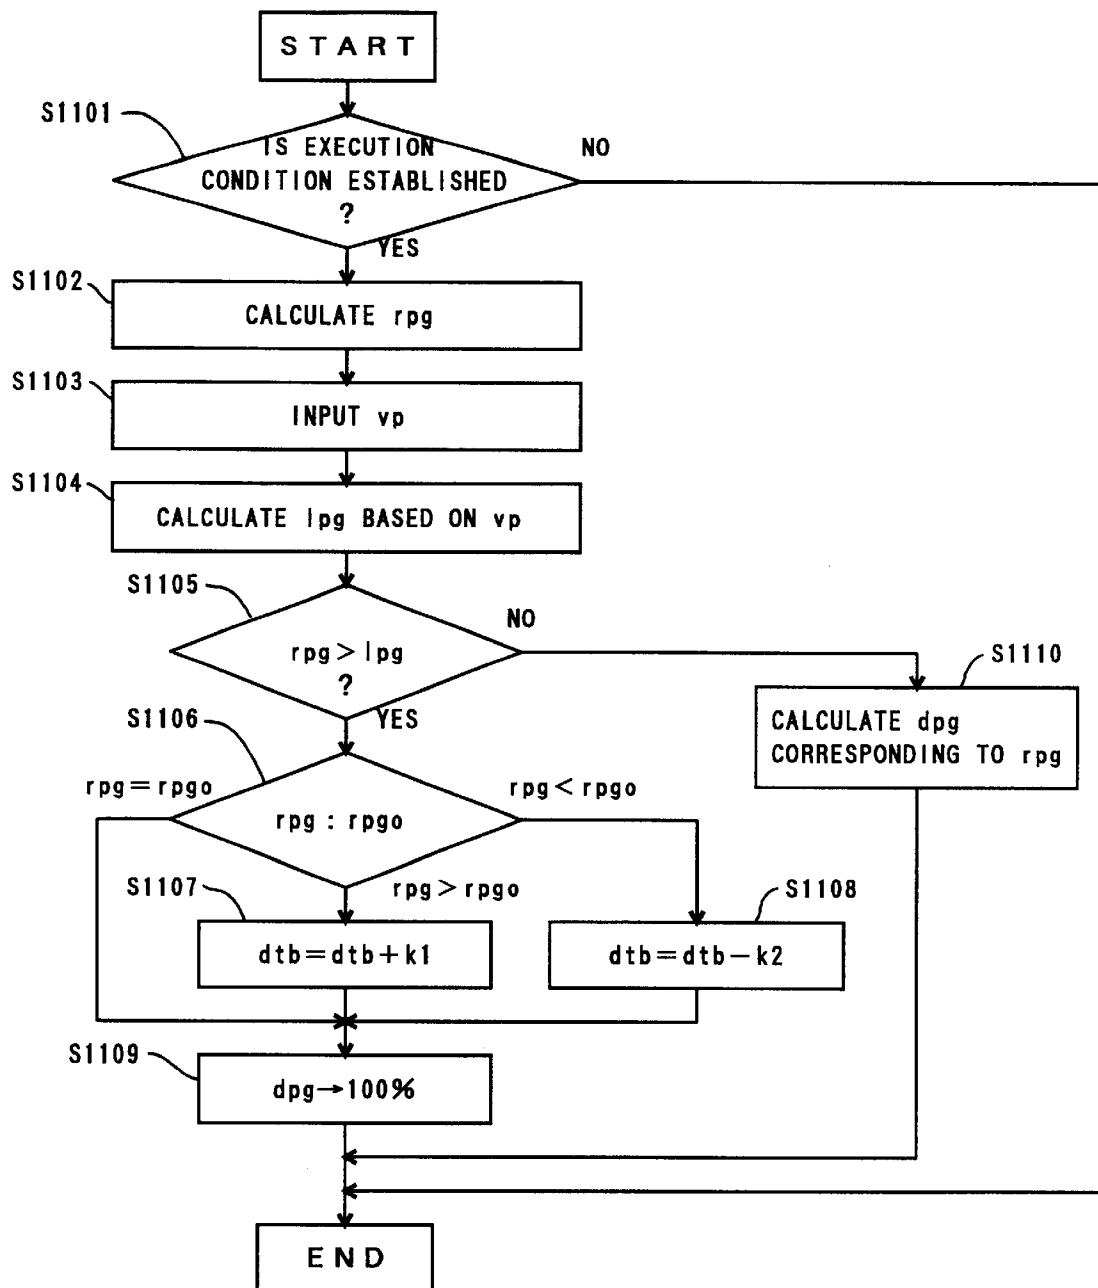 START
S1101
IS EXECUTION
CONDITION ESTABLISHED
?
NO
YES
S1102
CALCULATE rpg
S1103
INPUT vp
S1104
CALCULATE lpg BASED ON vp
S1105
rpg>lpg
?
NO
YES
S1110
CALCULATE dpg
CORRESPONDING TO rpg
S1106
rpg=rpgo
rpg<rpgo
rpg : rpgo
rpg>rpgo
S1107
dtb=dtb+k1
S1108
dtb=dtb−k2
S1109
dpg→100%
END